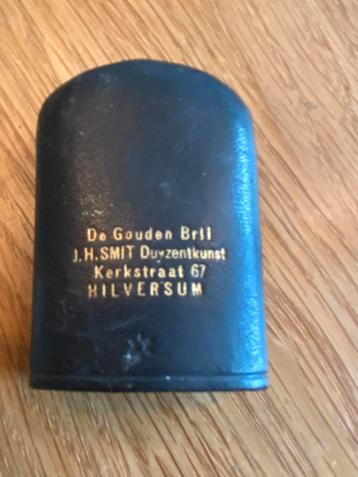 De Gouden Bril
J.H.SMIT Duyzentkunst
Kerkstraat 67
HILVERSUM